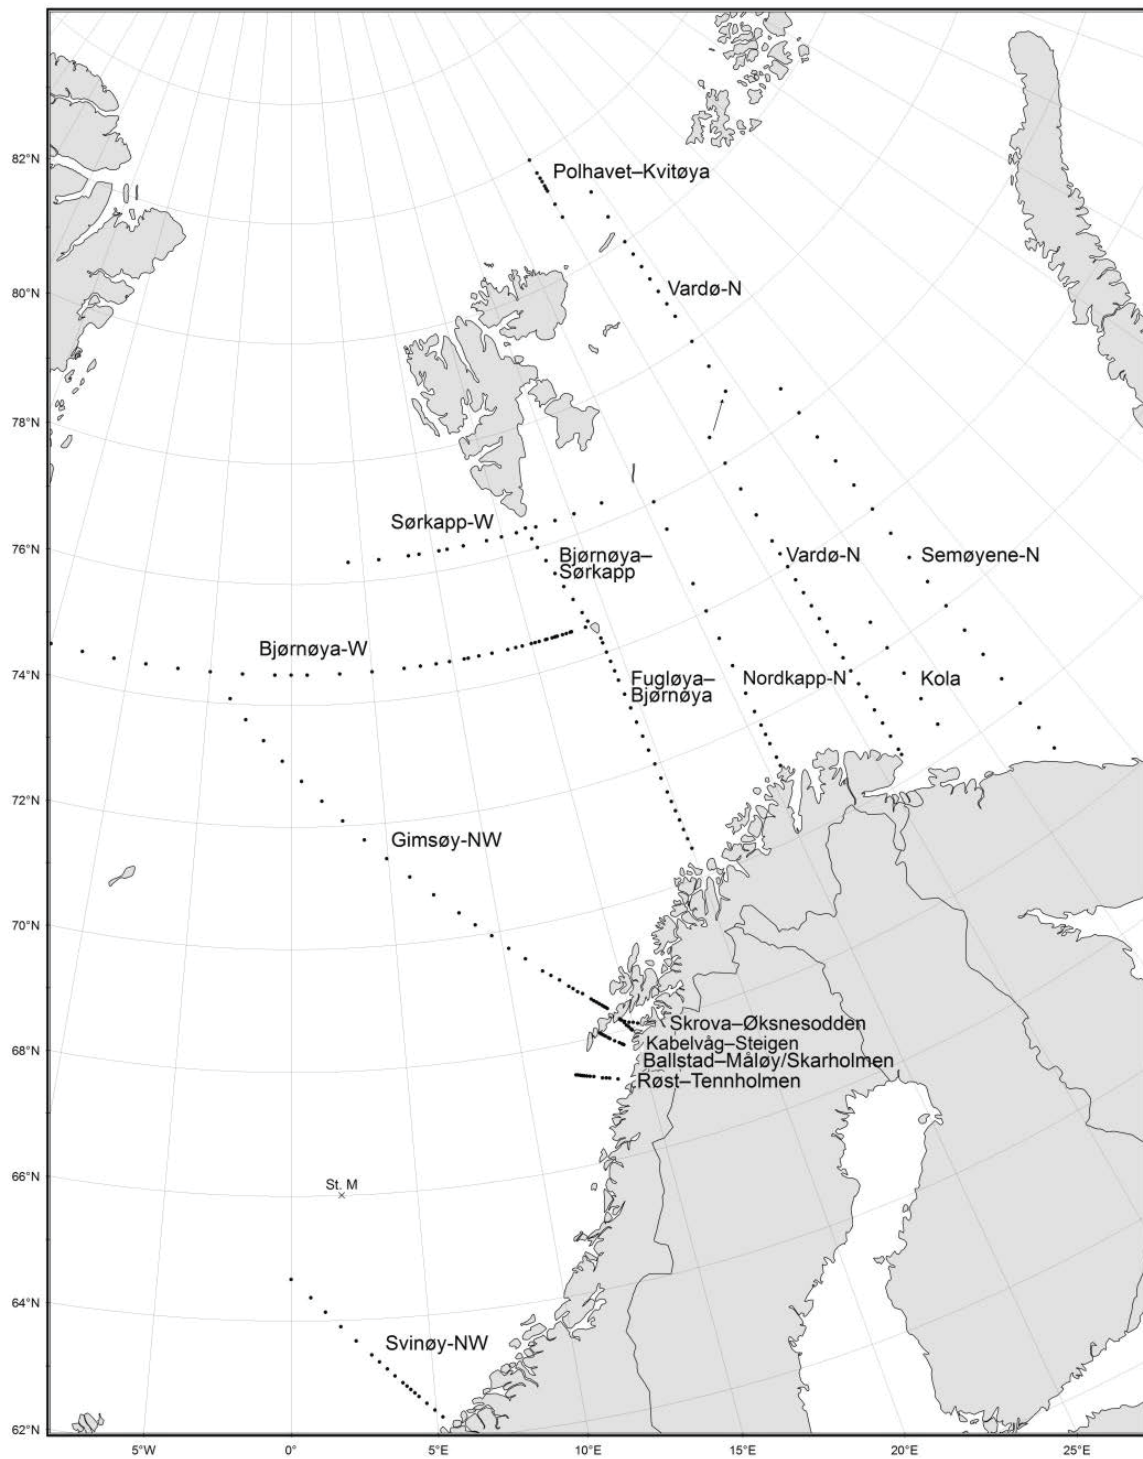 82°N
Polhavet–Kvitøya
Vardø-N
80°N
78°N
Sørkapp-W
76°N
Bjørnøya–
Sørkapp
Vardø-N
Semøyene-N
Bjørnøya-W
74°N
Fugløya–
Bjørnøya
Nordkapp-N
Kola
72°N
Gimsøy-NW
70°N
Skrova–Øksnesodden
Kabelvåg–Steigen
68°N
Ballstad–Måløy/Skarholmen
Røst–Tennholmen
66°N
St. M
64°N
Svinøy-NW
62°N
5°W
0°
5°E
10°E
15°E
20°E
25°E